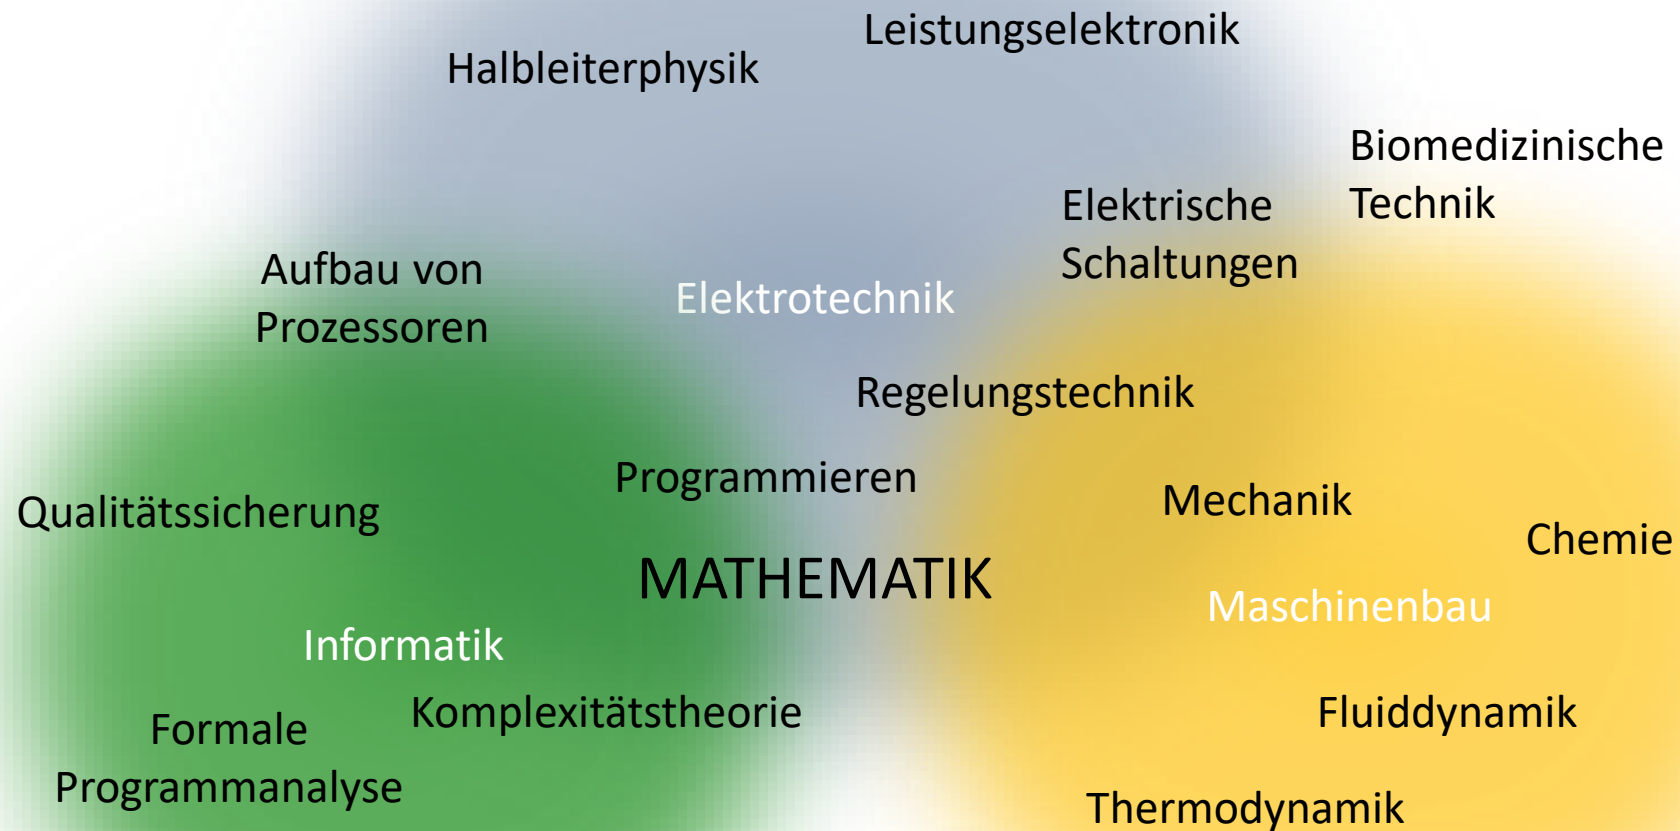 Leistungselektronik
Halbleiterphysik
Biomedizinische
Technik
Elektrische
Schaltungen
Aufbau von
Prozessoren
Elektrotechnik
Regelungstechnik
Programmieren
Mechanik
Qualitätssicherung
Chemie
MATHEMATIK
Maschinenbau
Informatik
Komplexitätstheorie
Fluiddynamik
Formale
Programmanalyse
Thermodynamik